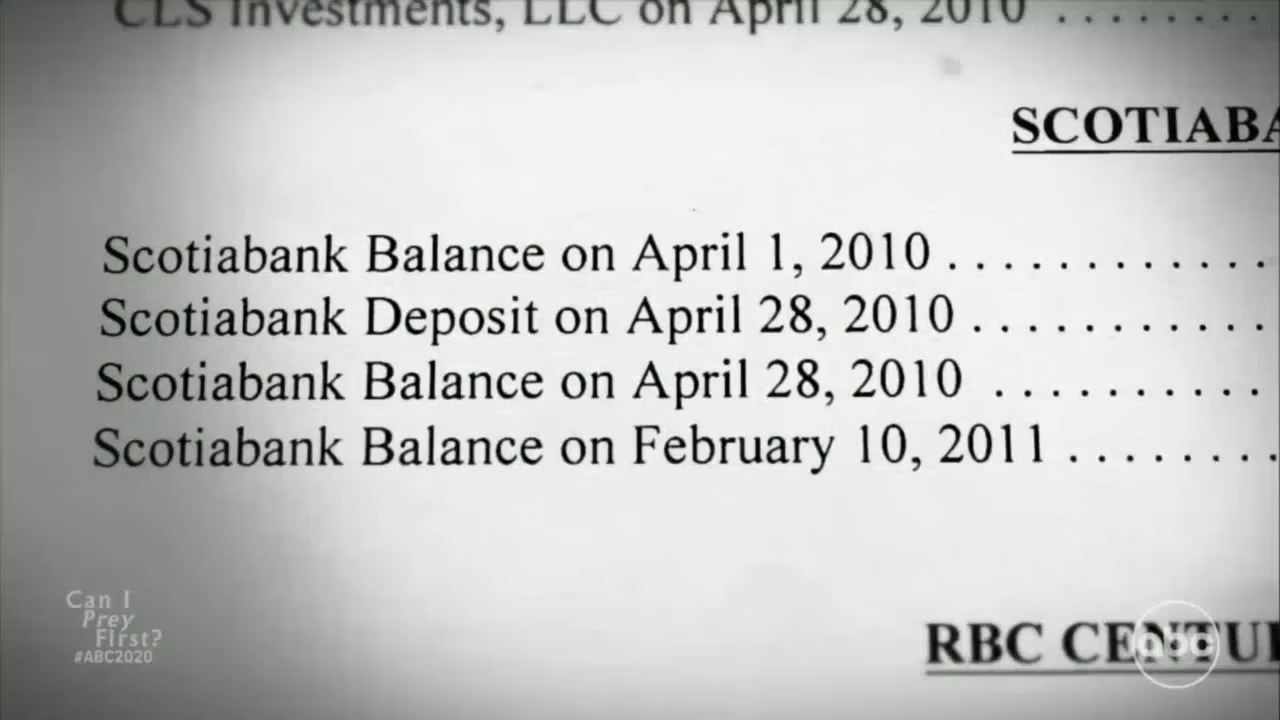 CLS Investments, LLC on April 28, 2010 . . . . . . . .
SCOTIABA
Scotiabank Balance on April 1, 2010 . . . . . . . . . . . .
Scotiabank Deposit on April 28, 2010 . . . . . . . . . . .
Scotiabank Balance on April 28, 2010 . . . . . . . . . .
Scotiabank Balance on February 10, 2011 . . . . . . . .
RBC CENTU
Can I
Prey
First?
#ABC2020
abc